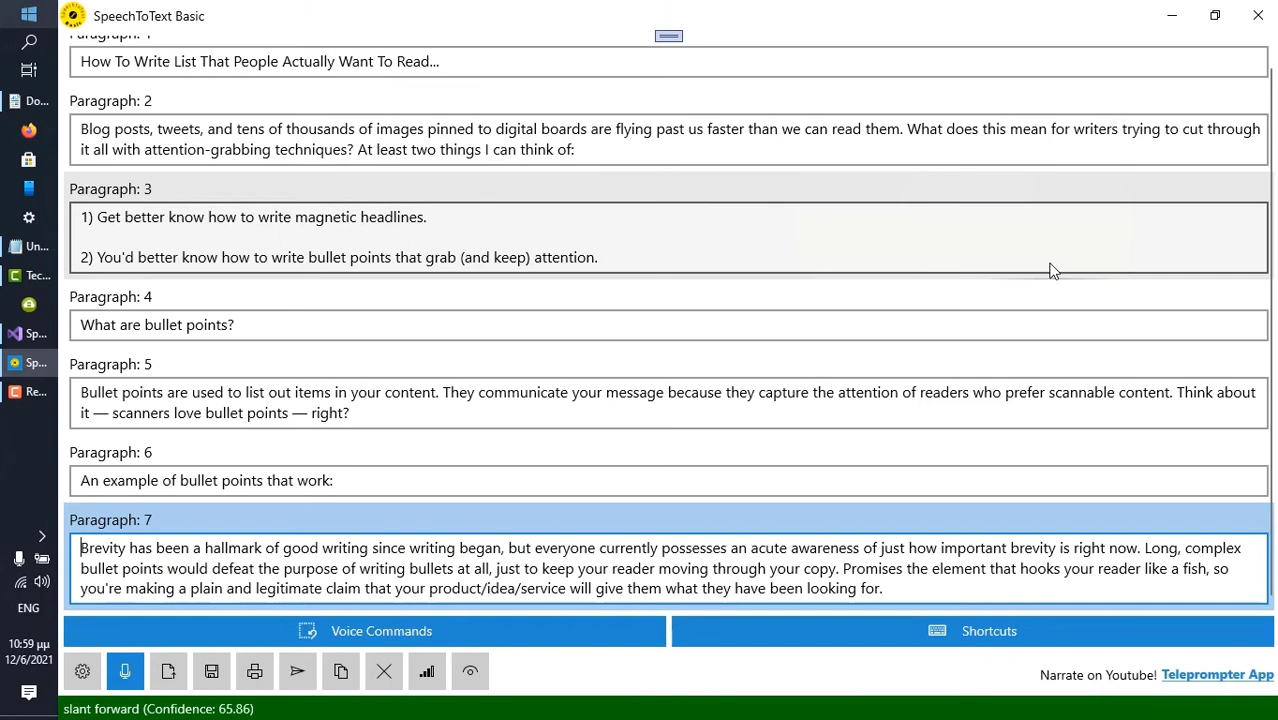 SpeechToText Basic
Paragraph: 1
How To Write List That People Actually Want To Read...
Paragraph: 2
Blog posts, tweets, and tens of thousands of images pinned to digital boards are flying past us faster than we can read them. What does this mean for writers trying to cut through
it all with attention-grabbing techniques? At least two things I can think of:
Paragraph: 3
1) Get better know how to write magnetic headlines.
2) You'd better know how to write bullet points that grab (and keep) attention.
Paragraph: 4
What are bullet points?
Paragraph: 5
Bullet points are used to list out items in your content. They communicate your message because they capture the attention of readers who prefer scannable content. Think about
it — scanners love bullet points — right?
Paragraph: 6
An example of bullet points that work:
Paragraph: 7
Brevity has been a hallmark of good writing since writing began, but everyone currently possesses an acute awareness of just how important brevity is right now. Long, complex
bullet points would defeat the purpose of writing bullets at all, just to keep your reader moving through your copy. Promises the element that hooks your reader like a fish, so
you're making a plain and legitimate claim that your product/idea/service will give them what they have been looking for.
Voice Commands
Shortcuts
Narrate on Youtube! Teleprompter App
slant forward (Confidence: 65.86)
Do...
Un...
Tec...
Sp...
Sp...
Re...
ENG
10:59 μμ
12/6/2021